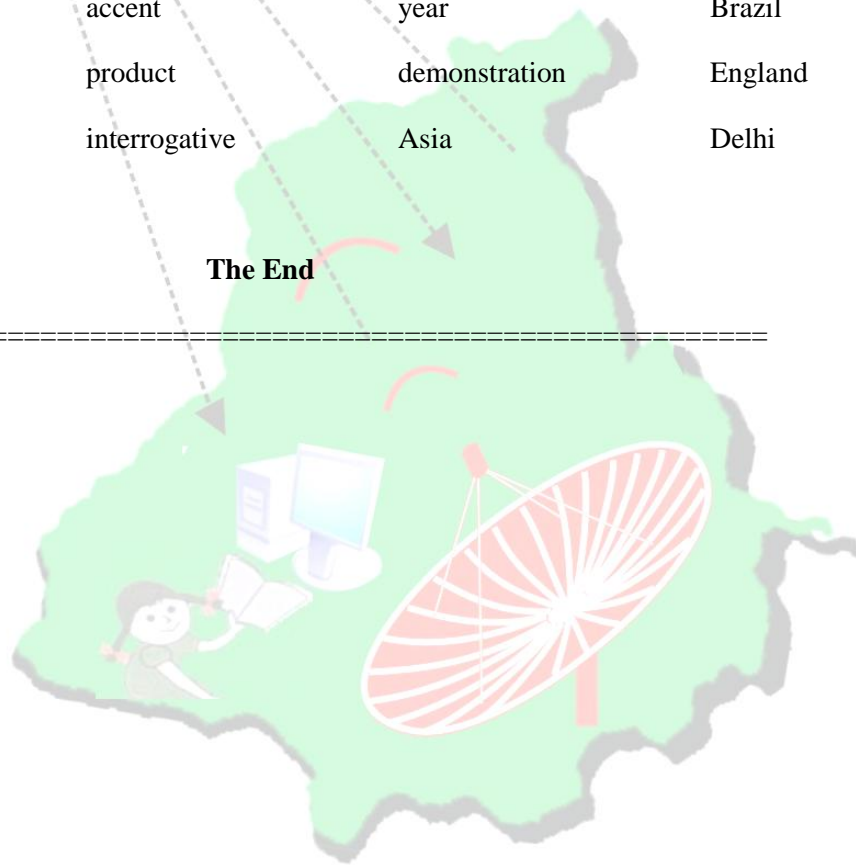 accent year Brazil
product demonstration England
interrogative Asia Delhi
The End
==========================================================